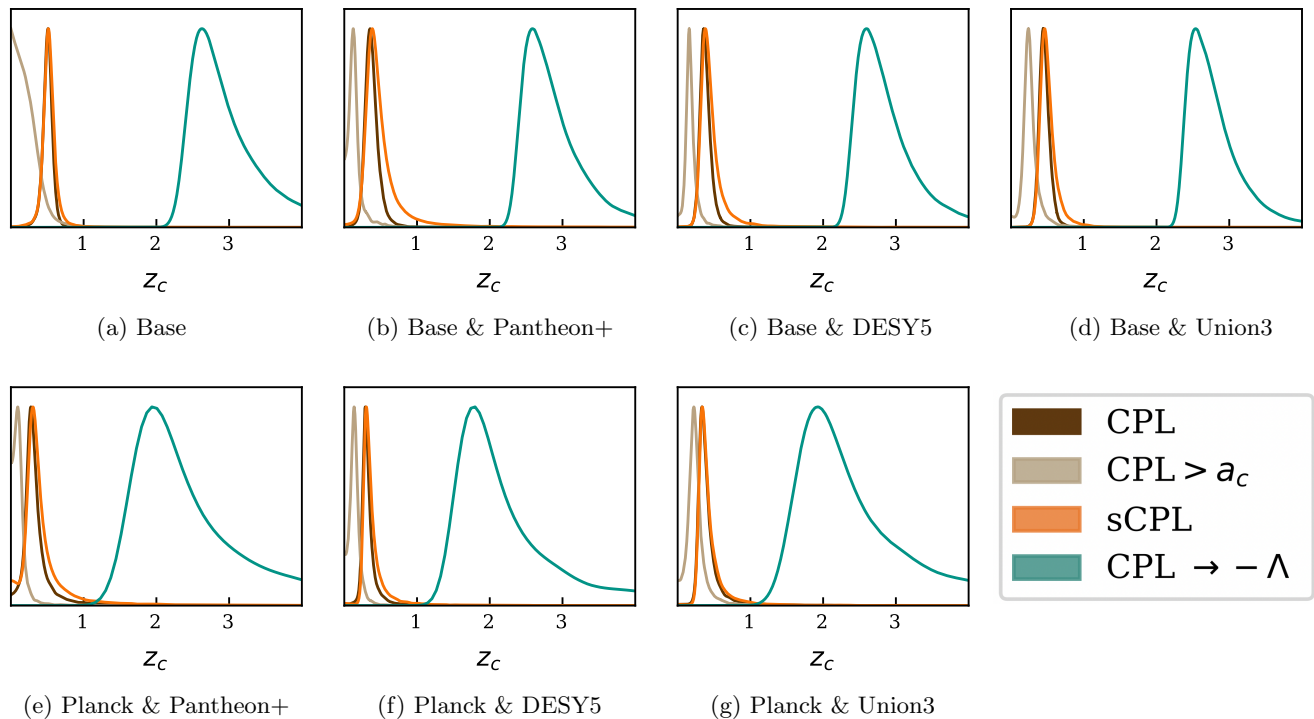 1 2 3
1 2 3
1 2 3
1 2 3
z_c
z_c
z_c
z_c
(a) Base
(b) Base & Pantheon+
(c) Base & DESY5
(d) Base & Union3
CPL
CPL > a_c
sCPL
CPL → − Λ
1 2 3
1 2 3
1 2 3
z_c
z_c
z_c
(e) Planck & Pantheon+
(f) Planck & DESY5
(g) Planck & Union3